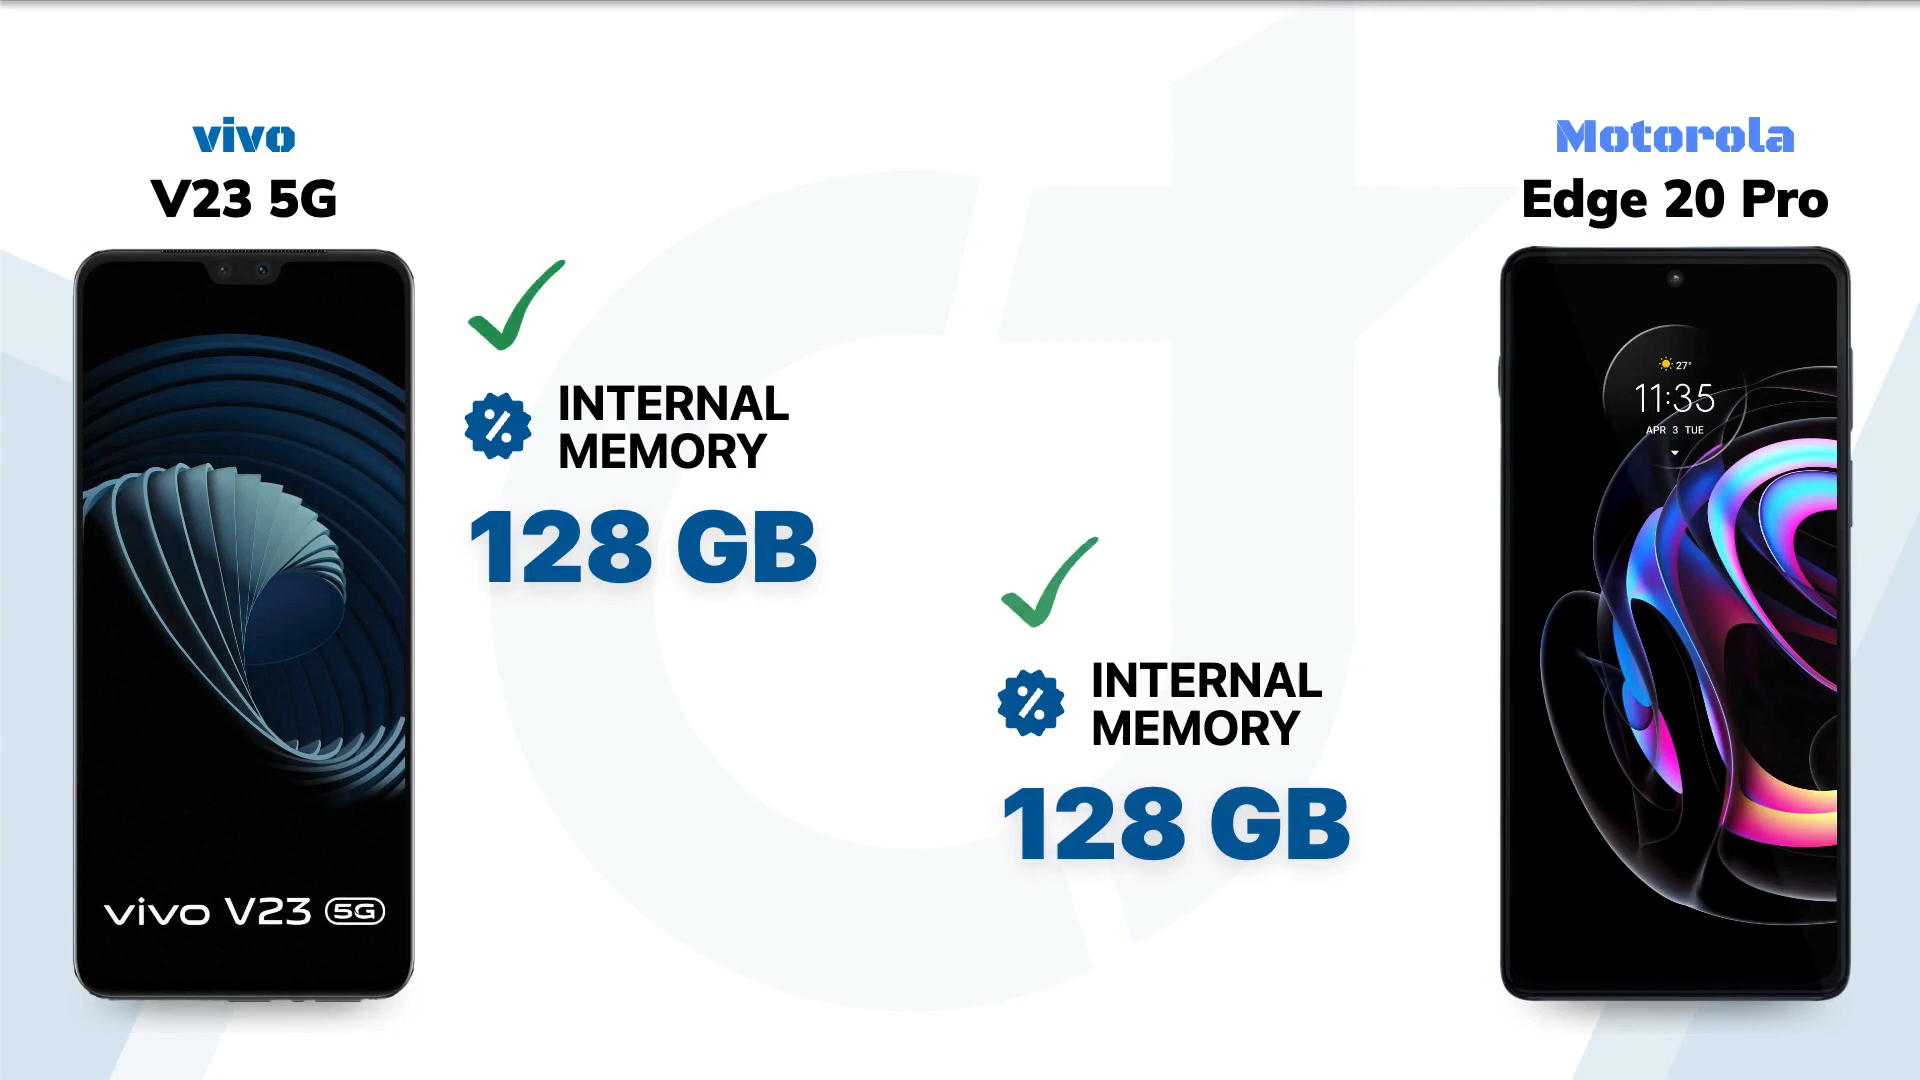 vivo
V23 5G
Motorola
Edge 20 Pro
INTERNAL
MEMORY
128 GB
INTERNAL
MEMORY
128 GB
27°
11:35
APR 3 TUE
vivo V23 5G